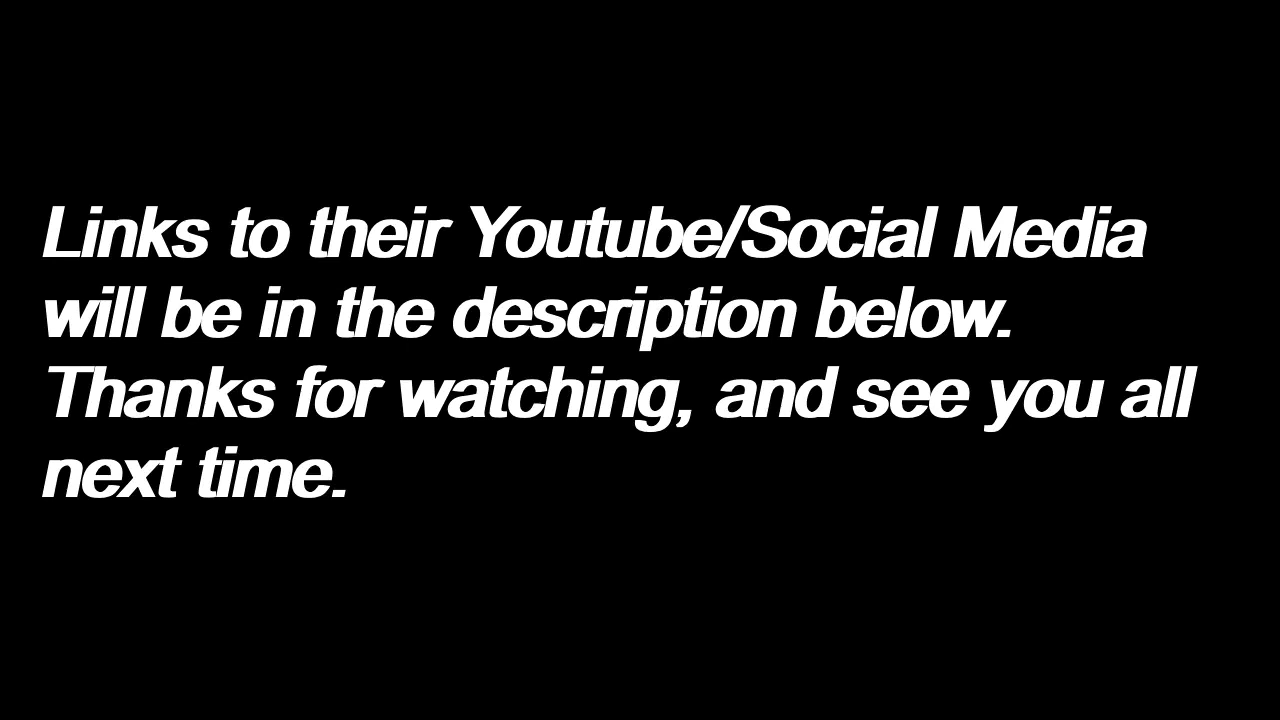 Links to their Youtube/Social Media
will be in the description below.
Thanks for watching, and see you all
next time.